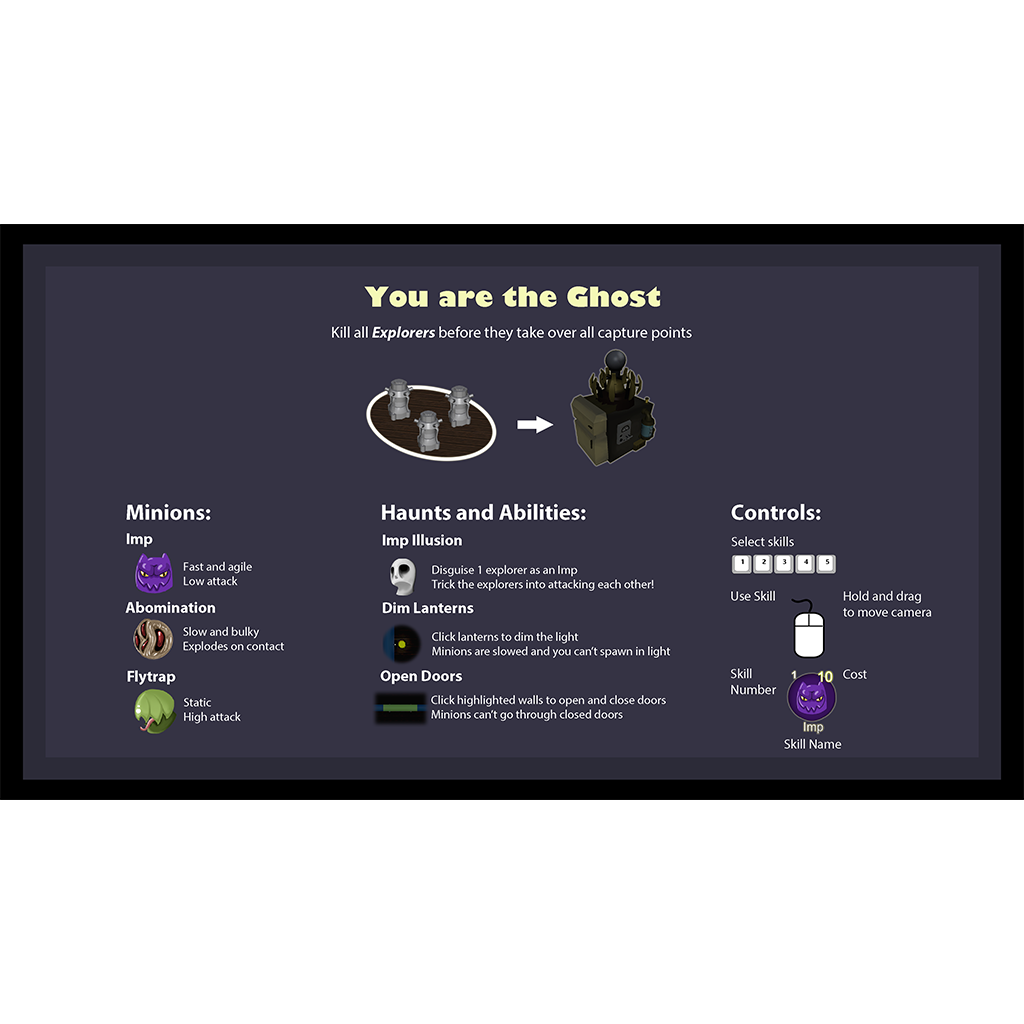 You are the Ghost
Kill all Explorers before they take over all capture points
Minions:
Imp
Fast and agile
Low attack
Abomination
Slow and bulky
Explodes on contact
Flytrap
Static
High attack
Haunts and Abilities:
Imp Illusion
Disguise 1 explorer as an Imp
Trick the explorers into attacking each other!
Dim Lanterns
Click lanterns to dim the light
Minions are slowed and you can't spawn in light
Open Doors
Click highlighted walls to open and close doors
Minions can't go through closed doors
Controls:
Select skills
1 2 3 4 5
Use Skill
Hold and drag
to move camera
Skill
Number
1 10
Cost
Imp
Skill Name